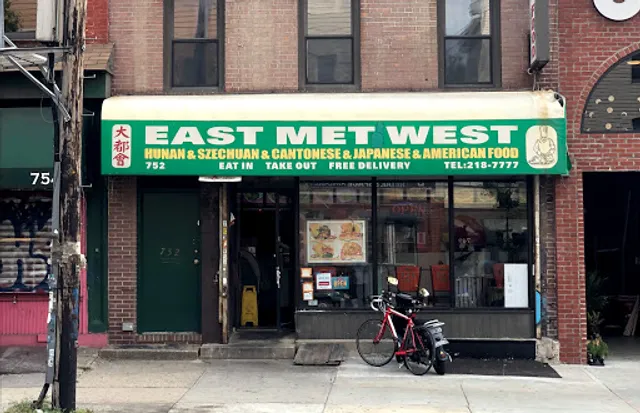 大都會
EAST MET WEST
HUNAN & SZECHUAN & CANTONESE & JAPANESE & AMERICAN FOOD
752 EAT IN TAKE OUT FREE DELIVERY TEL:218-7777
754
752
OPEN